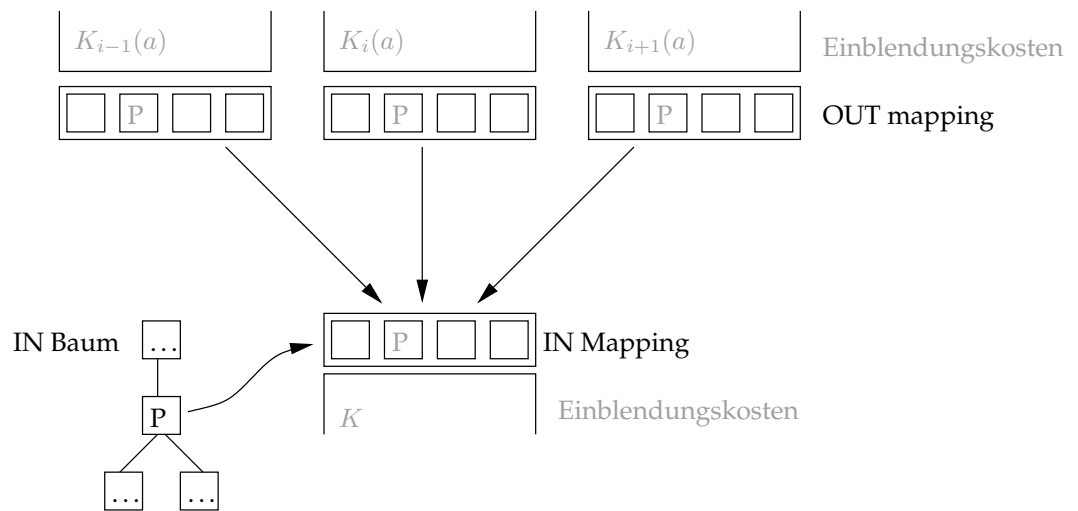 K_{i−1}(a) K_i(a) K_{i+1}(a) Einblendungskosten
P P P OUT mapping
IN Baum ... P IN Mapping
P K Einblendungskosten
... ...